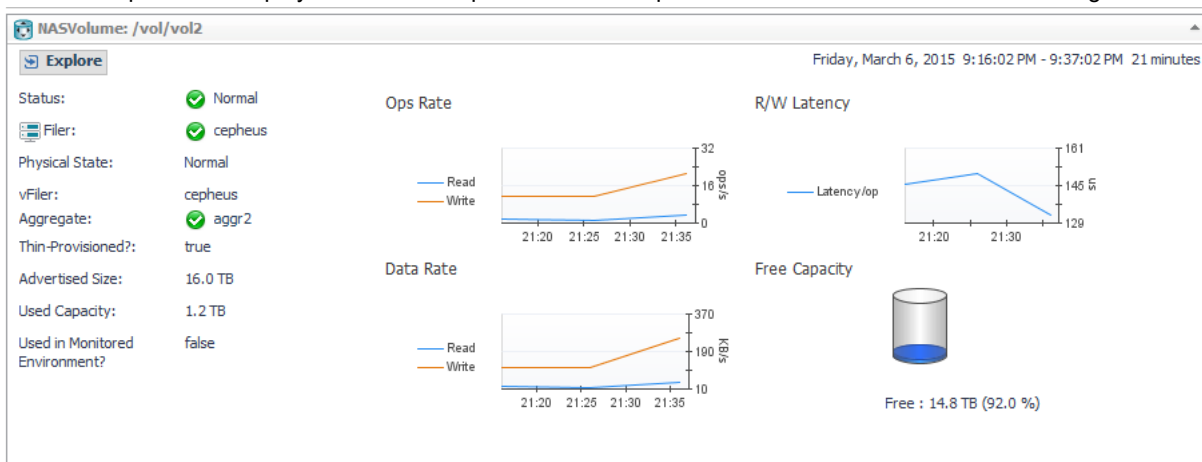 NASVolume: /vol/vol2
Explore
Friday, March 6, 2015 9:16:02 PM - 9:37:02 PM 21 minutes
Status: Normal
Filer: cepheus
Physical State: Normal
vFiler: cepheus
Aggregate: aggr2
Thin-Provisioned?: true
Advertised Size: 16.0 TB
Used Capacity: 1.2 TB
Used in Monitored Environment? false
Ops Rate
Read
Write
32
16
0
ops/s
21:20 21:25 21:30 21:35
R/W Latency
Latency/op
161
145
129
21:20 21:30
Data Rate
Read
Write
370
190
10
KB/s
21:20 21:25 21:30 21:35
Free Capacity
Free : 14.8 TB (92.0 %)